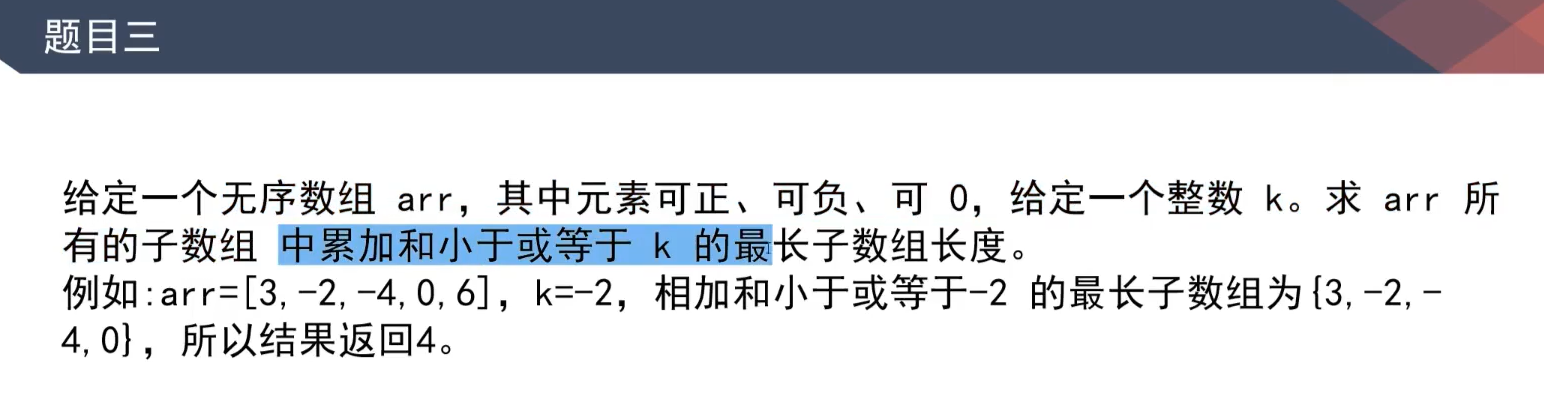 题目三
给定一个无序数组 arr，其中元素可正、可负、可 0，给定一个整数 k。求 arr 所
有的子数组 中累加和小于或等于 k 的最长子数组长度。
例如:arr=[3,-2,-4,0,6]，k=-2，相加和小于或等于-2 的最长子数组为{3,-2,-
4,0}，所以结果返回4。